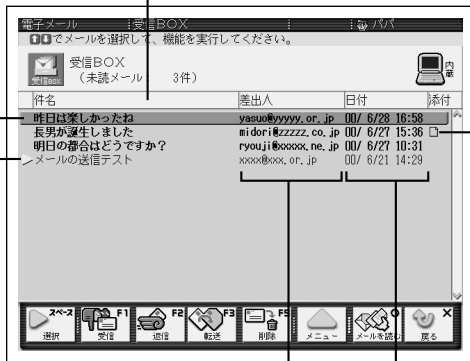 電子メール ：受信BOX ： ：パパ
⬆⬇でメールを選択して、機能を実行してください。
受信BOX
受信BOX
（未読メール： 3件）
内蔵
件名 差出人 日付 添付
昨日は楽しかったね yasuo@yyyyy.or.jp 00/ 6/28 16:58
長男が誕生しました midori@zzzzz.co.jp 00/ 6/27 15:36
明日の都合はどうですか？ ryouji@xxxxx.ne.jp 00/ 6/27 10:31
メールの送信テスト xxxx@xxx.or.jp 00/ 6/21 14:29
スペース F1 F2 F3 F5 × 
選択 受信 返信 転送 削除 メニュー メールを読む 戻る